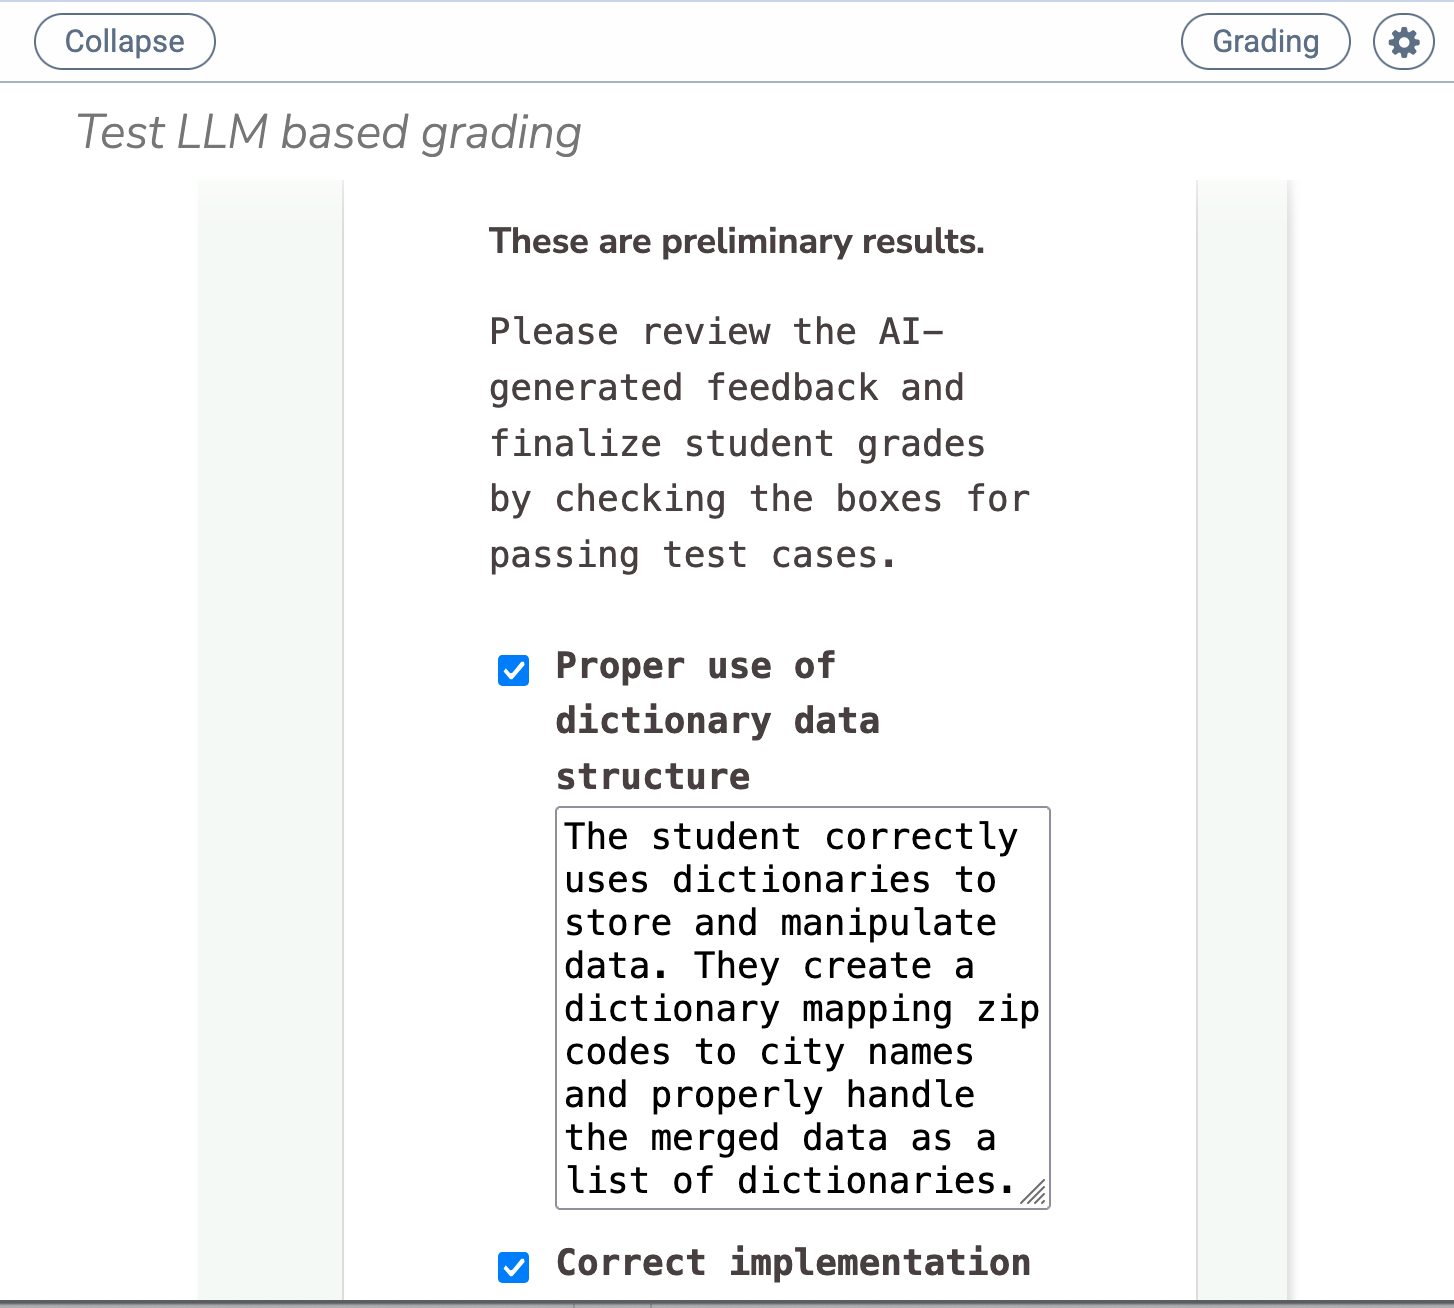 Collapse
Grading
Test LLM based grading
These are preliminary results.
Please review the AI-
generated feedback and
finalize student grades
by checking the boxes for
passing test cases.
Proper use of
dictionary data
structure
The student correctly
uses dictionaries to
store and manipulate
data. They create a
dictionary mapping zip
codes to city names
and properly handle
the merged data as a
list of dictionaries.
Correct implementation